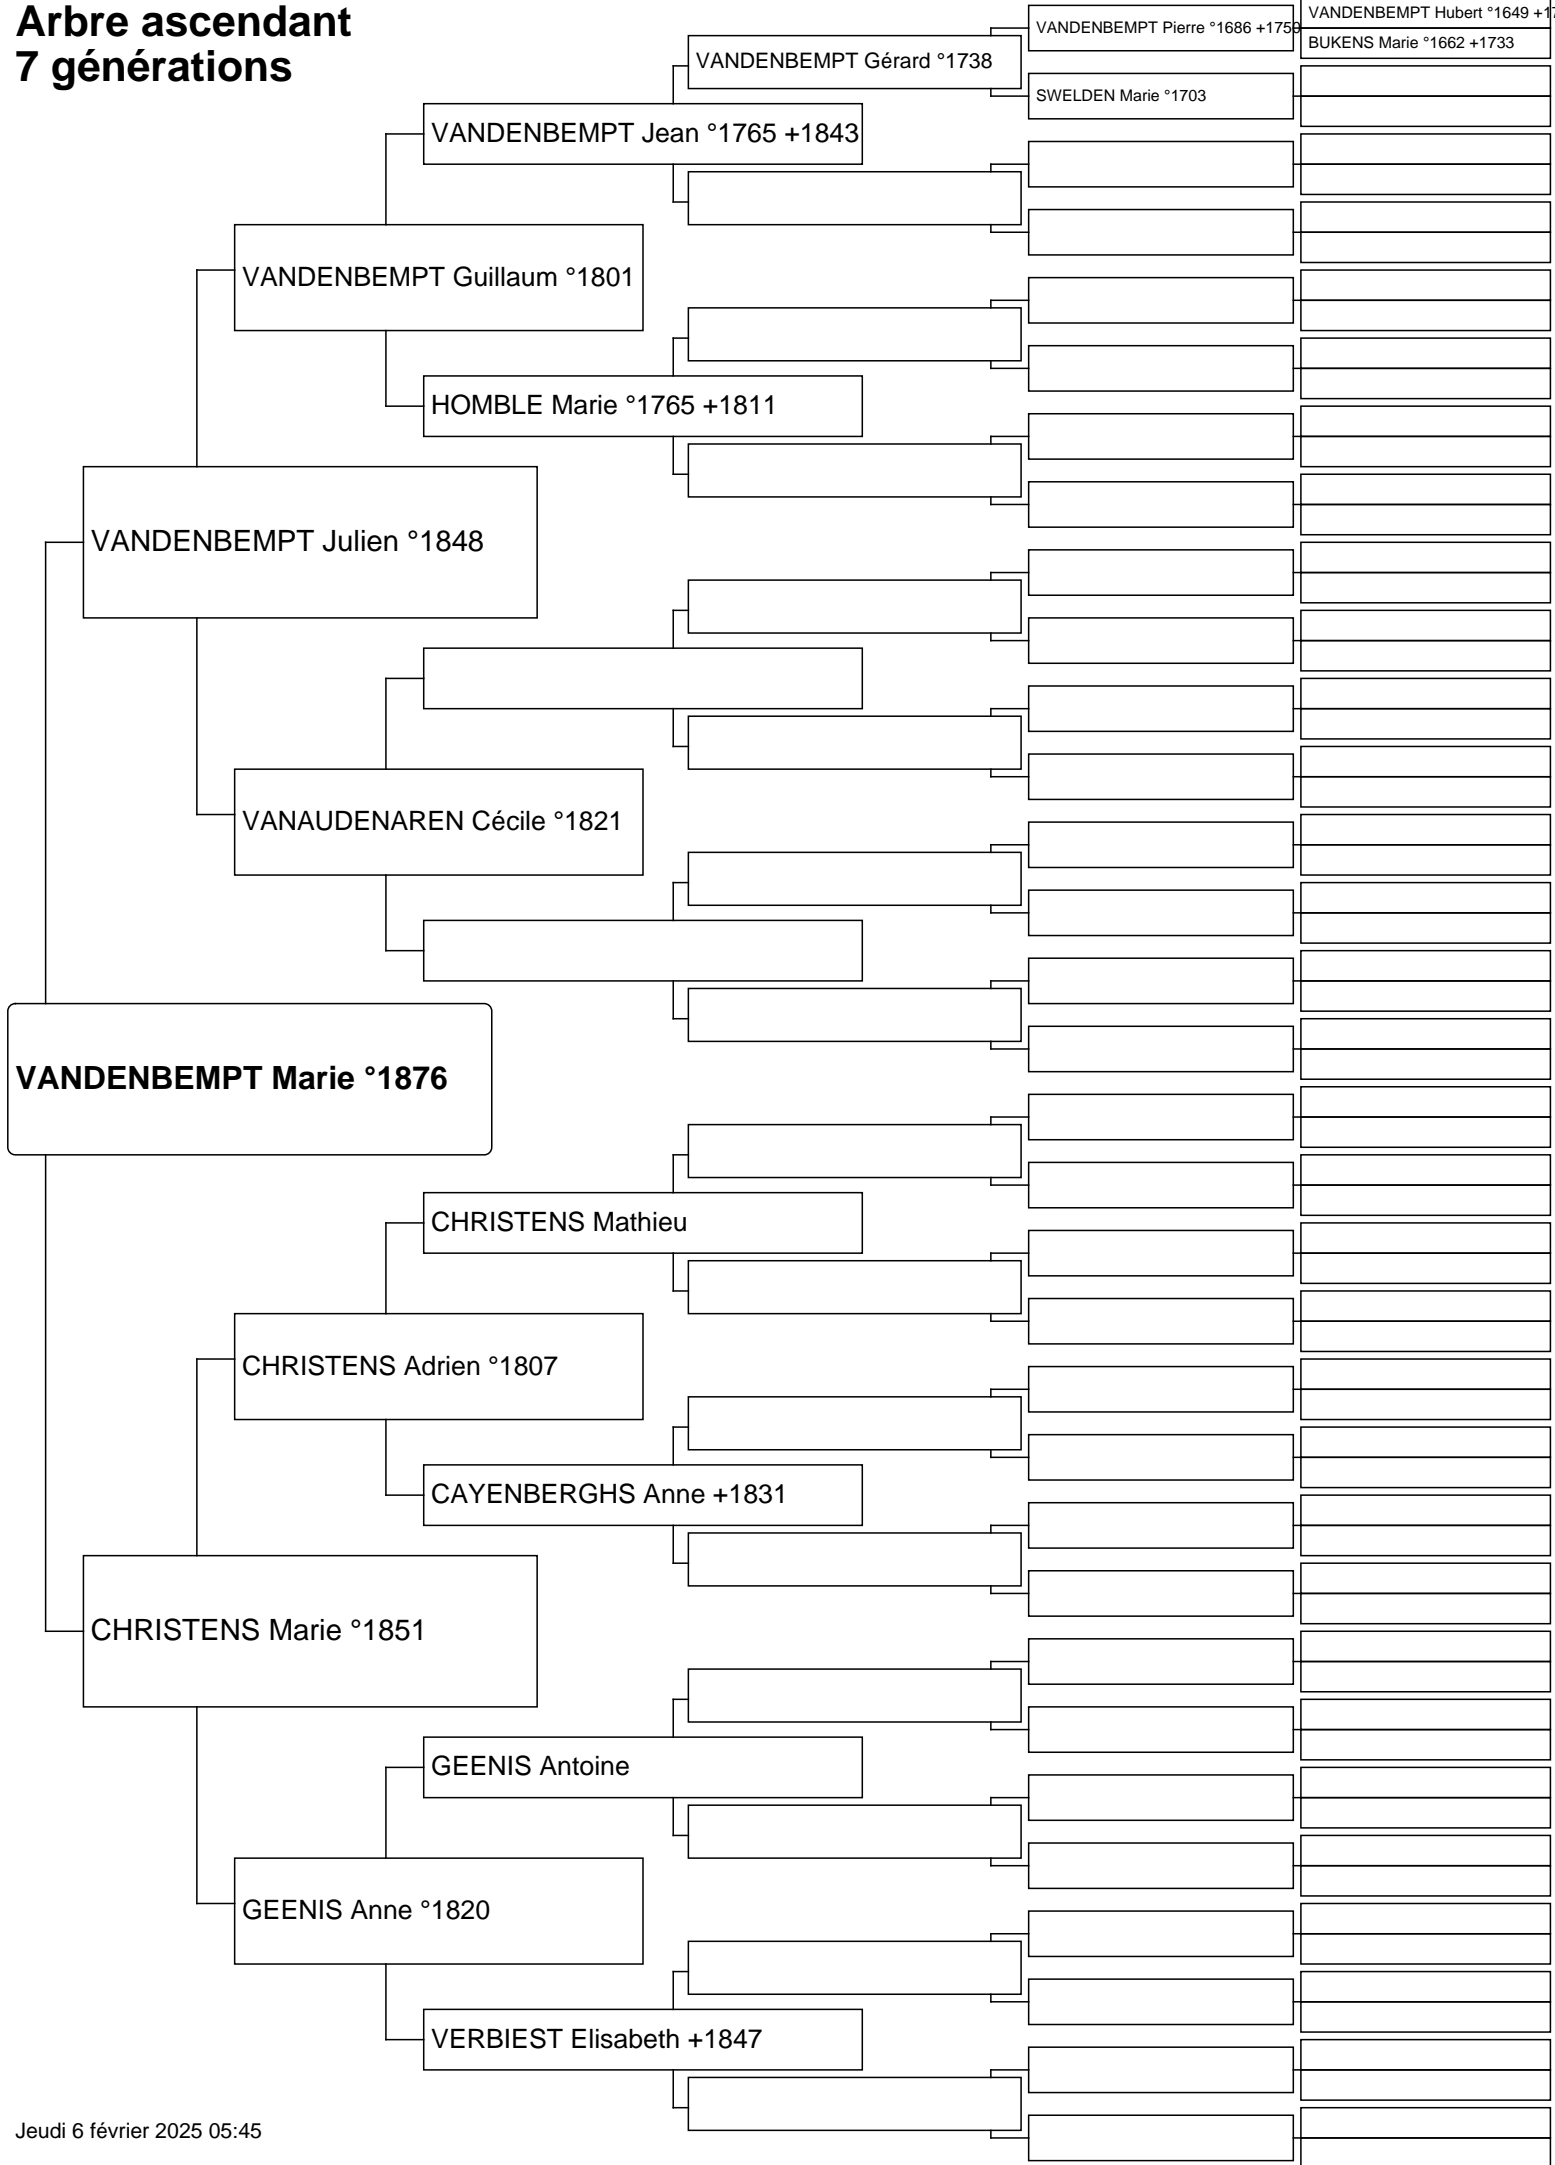 Arbre ascendant
7 générations
VANDENBEMPT Hubert °1649
BUKENS Marie °1662 +1733
VANDENBEMPT Pierre °1686 +1750
SWELDEN Marie °1703
VANDENBEMPT Gérard °1738
VANDENBEMPT Jean °1765 +1843
VANDENBEMPT Guillaum °1801
HOMBLE Marie °1765 +1811
VANDENBEMPT Julien °1848
VANAUDENAREN Cécile °1821
VANDENBEMPT Marie °1876
CHRISTENS Mathieu
CHRISTENS Adrien °1807
CAYENBERGHS Anne +1831
CHRISTENS Marie °1851
GEENIS Antoine
GEENIS Anne °1820
VERBIEST Elisabeth +1847
Jeudi 6 février 2025 05:45